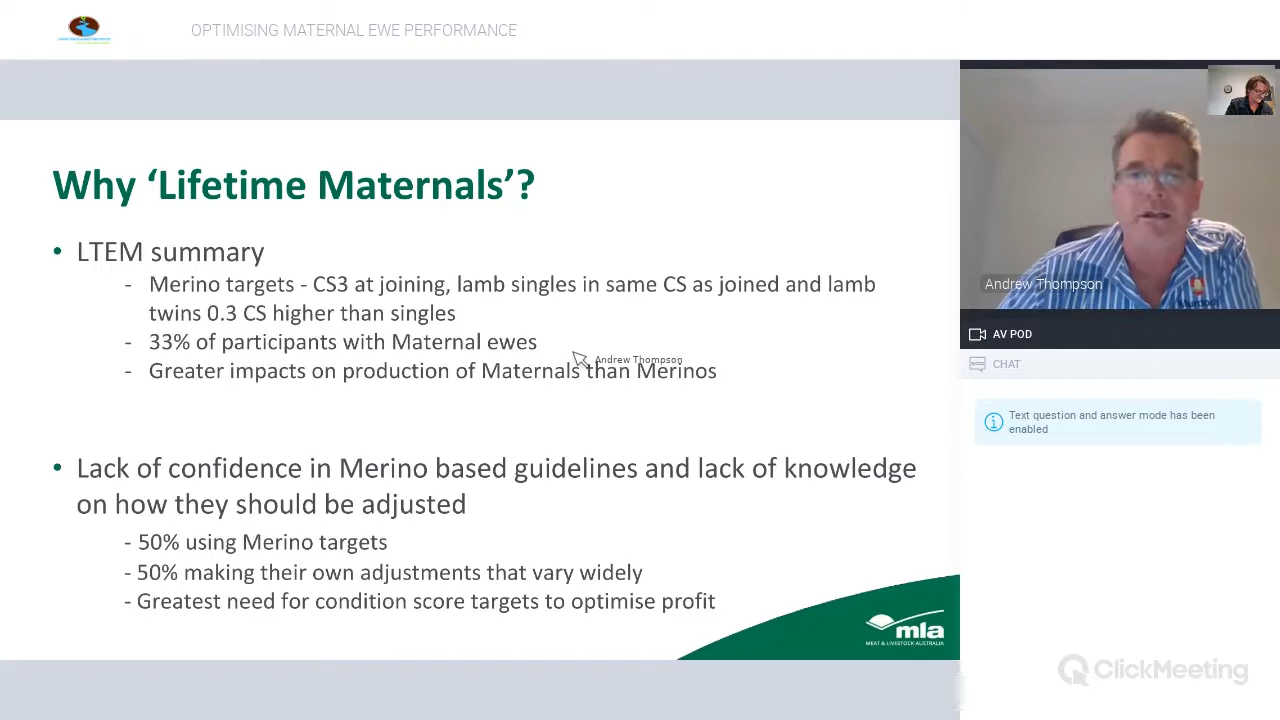 OPTIMISING MATERNAL EWE PERFORMANCE
Why ‘Lifetime Maternals’?
• LTEM summary
- Merino targets - CS3 at joining, lamb singles in same CS as joined and lamb
twins 0.3 CS higher than singles
- 33% of participants with Maternal ewes
Andrew Thompson
- Greater impacts on production of Maternals than Merinos
• Lack of confidence in Merino based guidelines and lack of knowledge
on how they should be adjusted
- 50% using Merino targets
- 50% making their own adjustments that vary widely
- Greatest need for condition score targets to optimise profit
mla
MEAT & LIVESTOCK AUSTRALIA
Andrew Thompson
AV POD
CHAT
Text question and answer mode has been
enabled
ClickMeeting